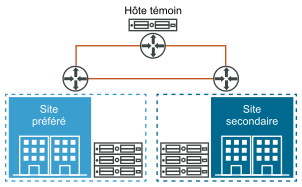 Hôte témoin
Site
préféré
Site
secondaire